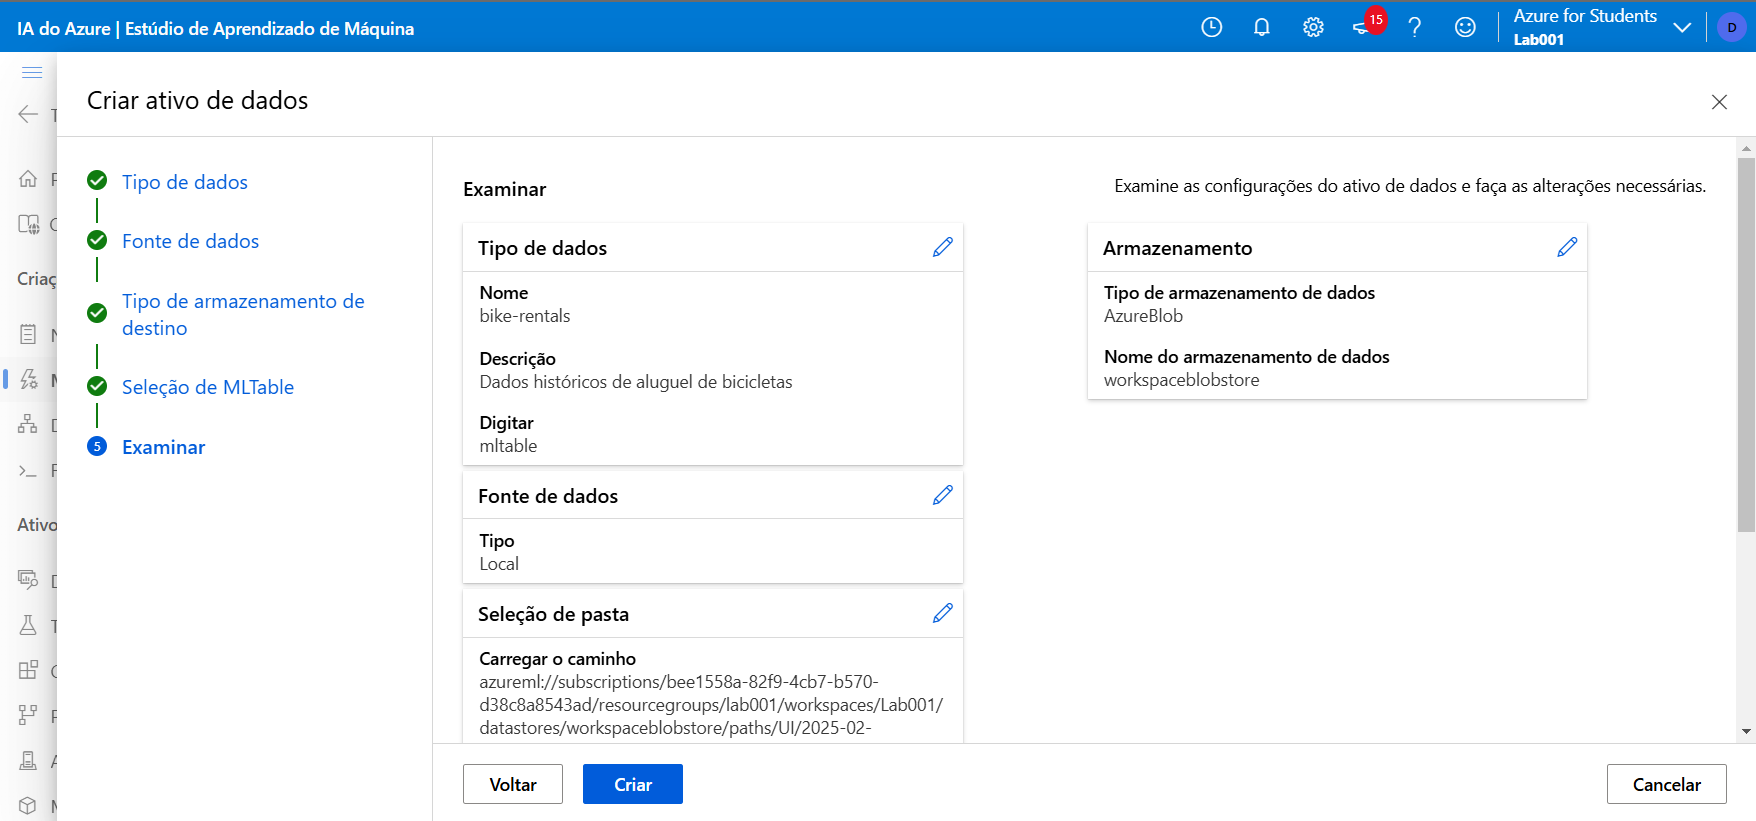 IA do Azure | Estúdio de Aprendizado de Máquina
15
Azure for Students
Lab001
D
Criar ativo de dados
Tipo de dados
Fonte de dados
Tipo de armazenamento de
destino
Seleção de MLTable
5
Examinar
Criaç
Ativo
Examinar
Examine as configurações do ativo de dados e faça as alterações necessárias.
Tipo de dados
Nome
bike-rentals
Descrição
Dados históricos de aluguel de bicicletas
Digitar
mltable
Fonte de dados
Tipo
Local
Seleção de pasta
Carregar o caminho
azureml://subscriptions/bee1558a-82f9-4cb7-b570-
d38c8a8543ad/resourcegroups/lab001/workspaces/Lab001/
datastores/workspaceblobstore/paths/UI/2025-02-
Armazenamento
Tipo de armazenamento de dados
AzureBlob
Nome do armazenamento de dados
workspaceblobstore
Voltar
Criar
Cancelar